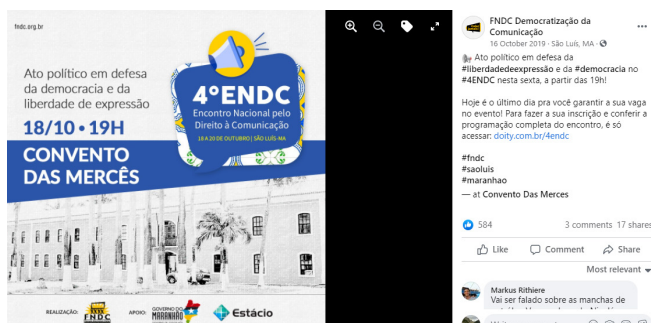 fndc.org.br
Ato político em defesa
da democracia e da
liberdade de expressão
18/10 • 19H
CONVENTO
DAS MERCÊS
4°ENDC
Encontro Nacional pelo
Direito à Comunicação
18 A 20 DE OUTUBRO | SÃO LUÍS-MA
REALIZAÇÃO:
FNDC
APOIO:
GOVERNO DO
MARANHÃO
Estácio
FNDC Democratização da
Comunicação
16 October 2019 · São Luís, MA ·
Ato político em defesa da
#liberdadedeexpressão e da #democracia no
#4ENDC nesta sexta, a partir das 19h!
Hoje é o último dia pra você garantir a sua vaga
no evento! Para fazer a sua inscrição e conferir a
programação completa do encontro, é só
acessar: doity.com.br/4endc
#fndc
#saoluis
#maranhao
— at Convento Das Merces
584
3 comments 17 shares
Like
Comment
Share
Most relevant
Markus Rithiere
Vai ser falado sobre as manchas de